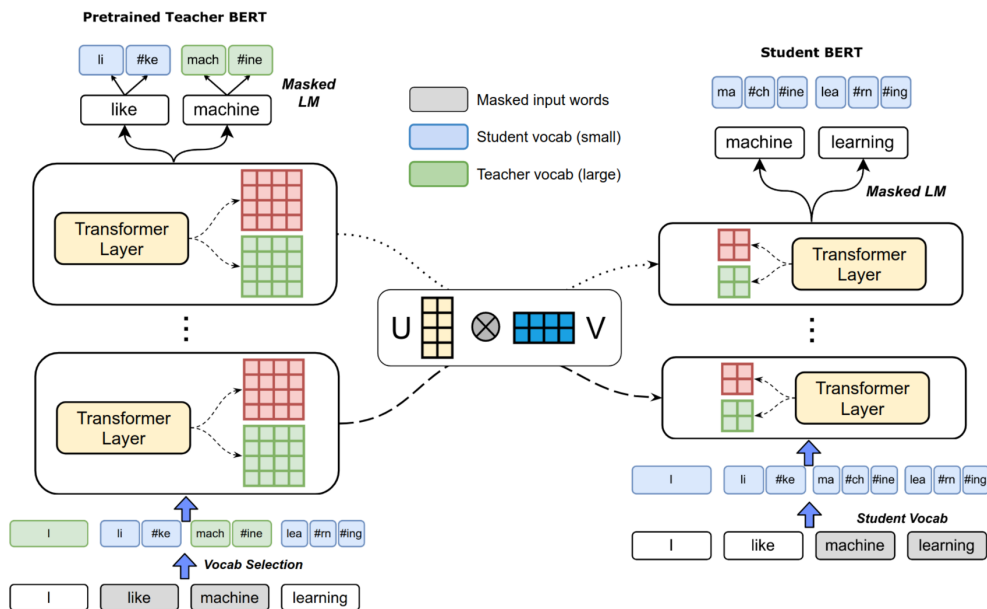 Pretrained Teacher BERT
li #ke mach #ine
Masked
LM
like machine
Transformer
Layer
Transformer
Layer
I li #ke mach #ine lea #rn #ing
Vocab Selection
I like machine learning
Masked input words
Student vocab (small)
Teacher vocab (large)
U V
Student BERT
ma #ch #ine lea #rn #ing
machine learning
Masked LM
Transformer
Layer
Transformer
Layer
I li #ke ma #ch #ine lea #rn #ing
Student Vocab
I like machine learning